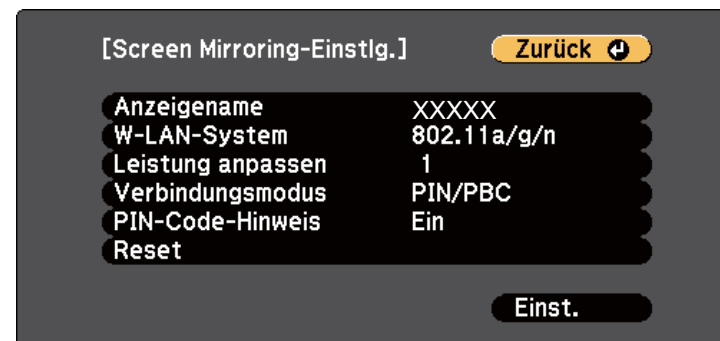 [Screen Mirroring-Einstlg.] Zurück
Anzeigename XXXXX
W-LAN-System 802.11a/g/n
Leistung anpassen 1
Verbindungsmodus PIN/PBC
PIN-Code-Hinweis Ein
Reset
Einst.